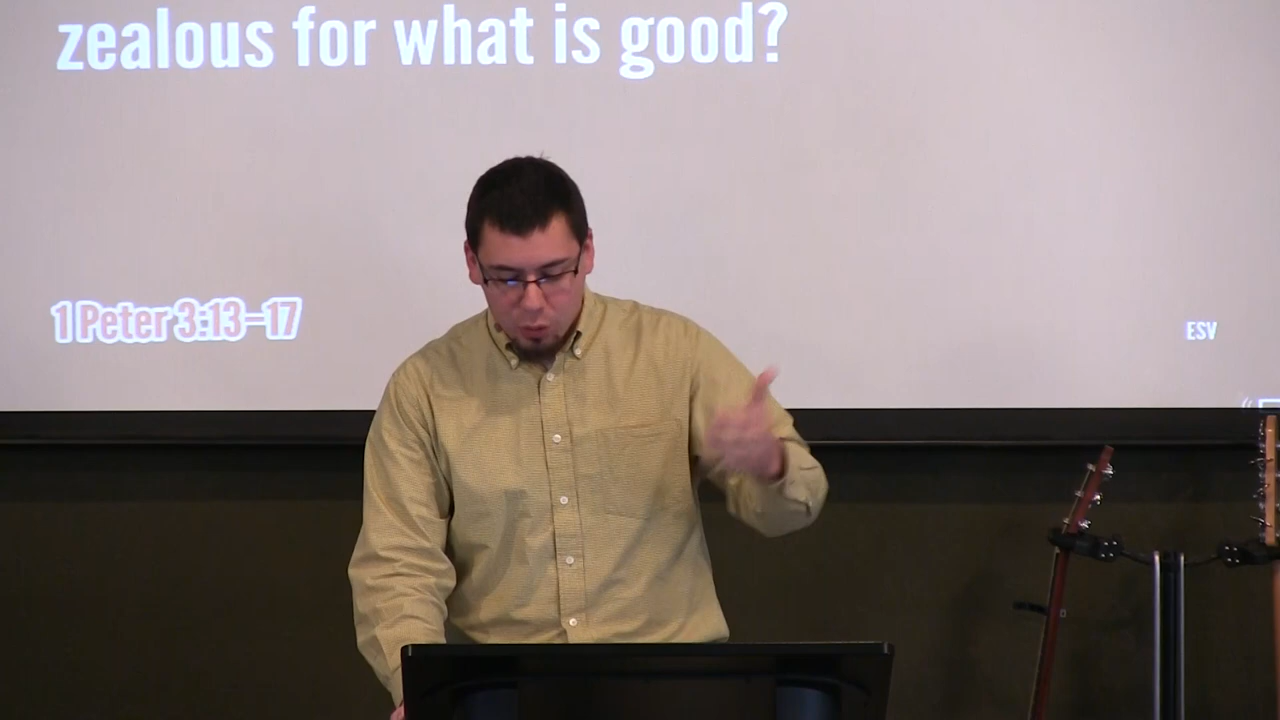 zealous for what is good?
1 Peter 3:13–17
ESV